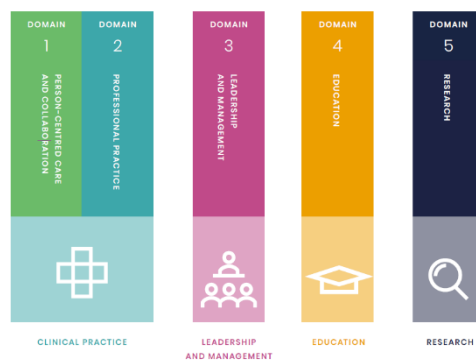 DOMAIN
1
PERSON-CENTRED CARE
AND COLLABORATION
DOMAIN
2
PROFESSIONAL PRACTICE
DOMAIN
3
LEADERSHIP
AND MANAGEMENT
DOMAIN
4
EDUCATION
DOMAIN
5
RESEARCH
CLINICAL PRACTICE
LEADERSHIP
AND MANAGEMENT
EDUCATION
RESEARCH